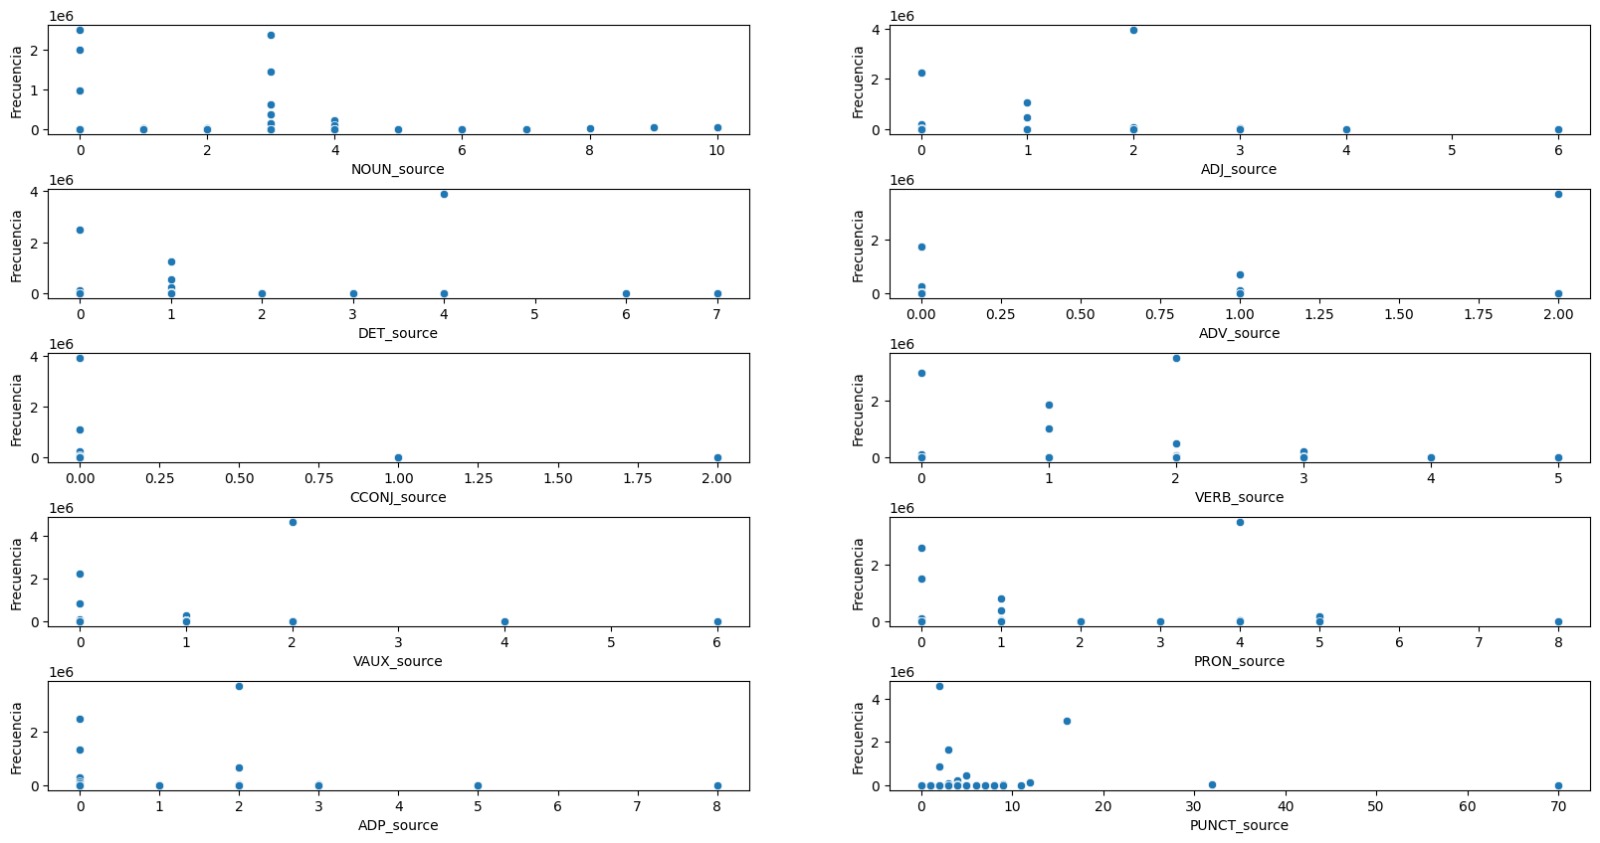 1e6
Frecuencia
2
1
0
0 2 4 6 8 10
NOUN_source
1e6
Frecuencia
4
2
0
0 1 2 3 4 5 6
ADJ_source
1e6
Frecuencia
4
2
0
0 1 2 3 4 5 6 7
DET_source
1e6
Frecuencia
2
0
0.00 0.25 0.50 0.75 1.00 1.25 1.50 1.75 2.00
ADV_source
1e6
Frecuencia
4
2
0
0.00 0.25 0.50 0.75 1.00 1.25 1.50 1.75 2.00
CCONJ_source
1e6
Frecuencia
2
0
0 1 2 3 4 5
VERB_source
1e6
Frecuencia
4
2
0
0 1 2 3 4 5 6
VAUX_source
1e6
Frecuencia
2
0
0 1 2 3 4 5 6 7 8
PRON_source
1e6
Frecuencia
2
0
0 1 2 3 4 5 6 7 8
ADP_source
1e6
Frecuencia
4
2
0
0 10 20 30 40 50 60 70
PUNCT_source